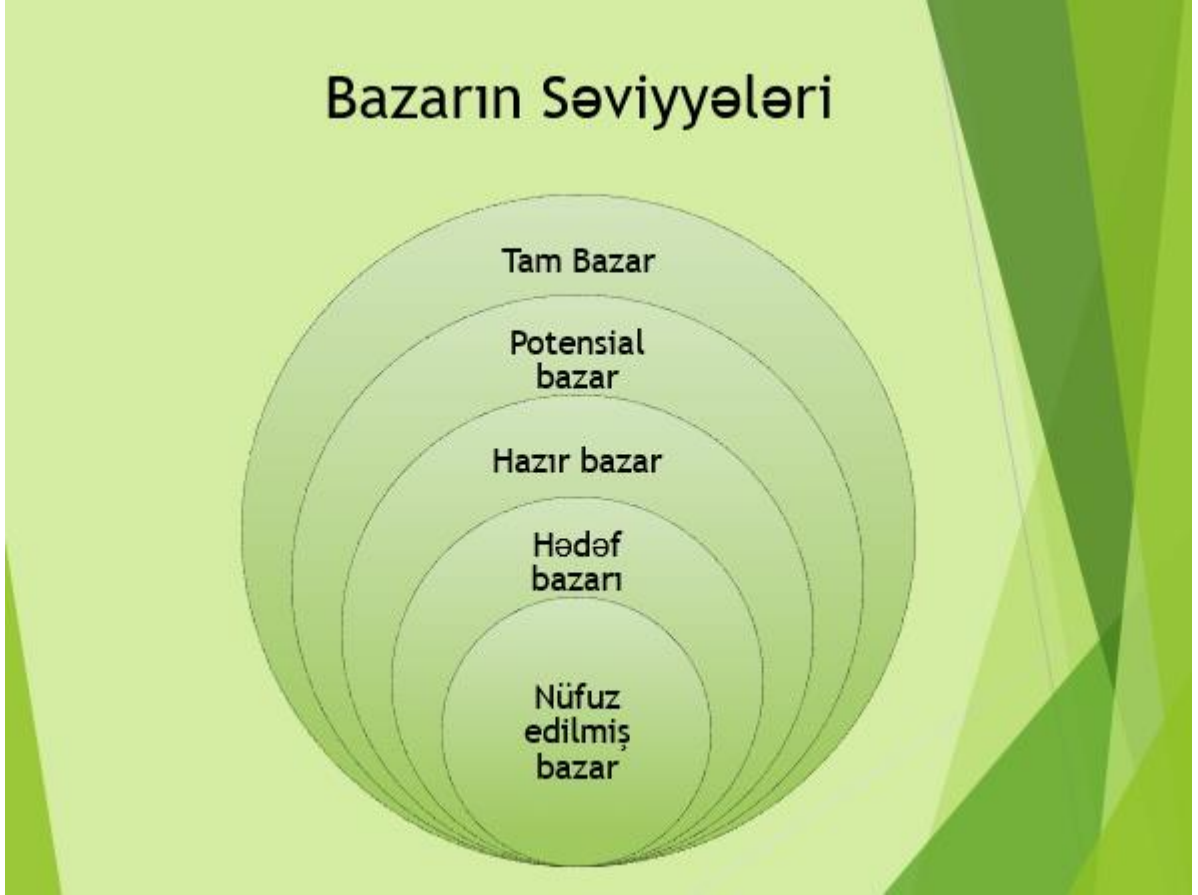 Bazarın Səviyyələri
Tam Bazar
Potensial
bazar
Hazır bazar
Hədəf
bazarı
Nüfuz
edilmiş
bazar